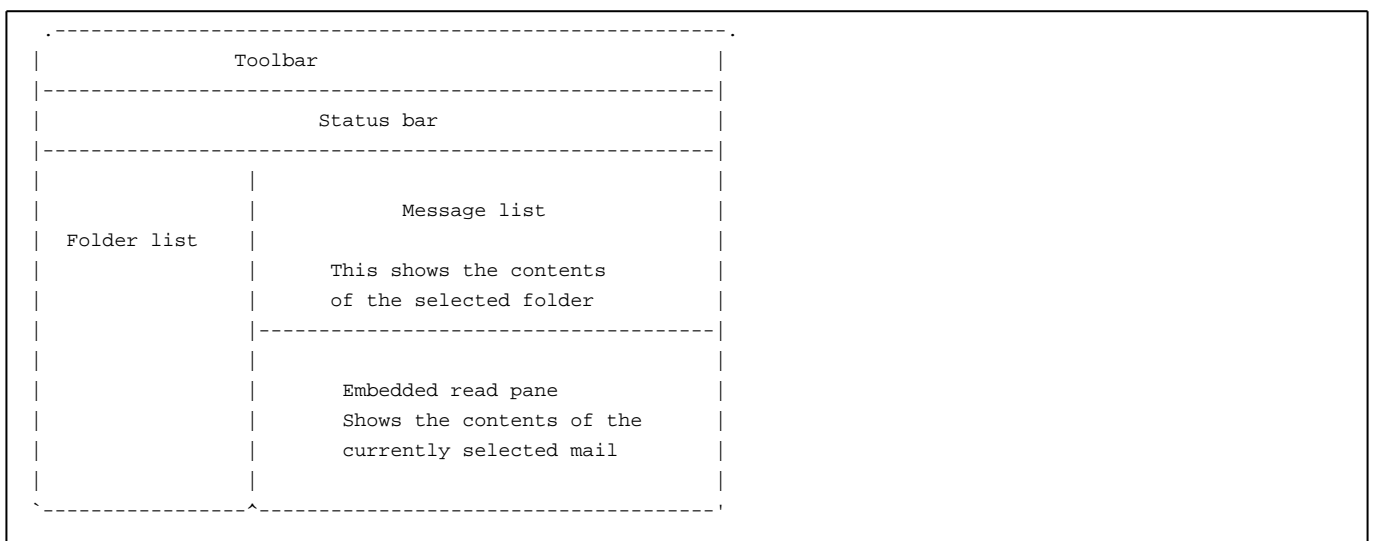 Toolbar
Status bar
Message list
Folder list
This shows the contents
of the selected folder
Embedded read pane
Shows the contents of the
currently selected mail